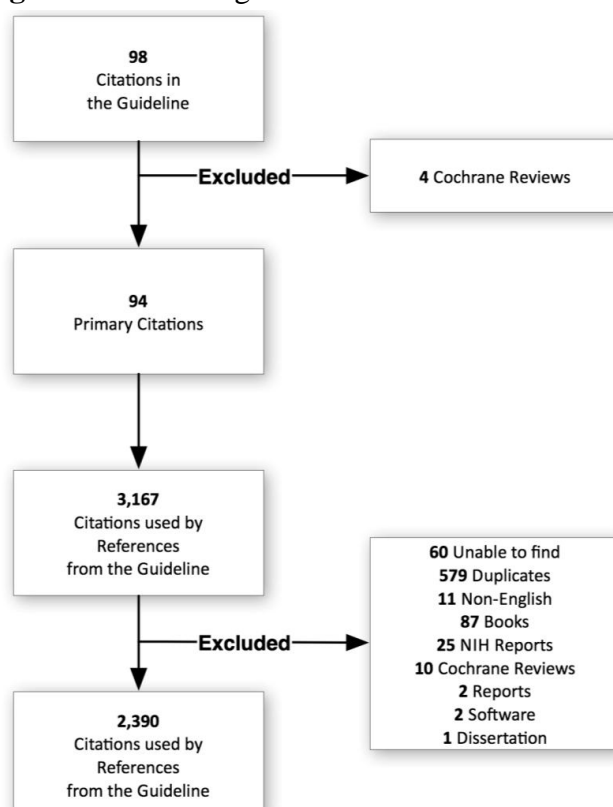 98
Citations in
the Guideline
Excluded
4 Cochrane Reviews
94
Primary Citations
3,167
Citations used by
References
from the Guideline
Excluded
60 Unable to find
579 Duplicates
11 Non-English
87 Books
25 NIH Reports
10 Cochrane Reviews
2 Reports
2 Software
1 Dissertation
2,390
Citations used by
References
from the Guideline